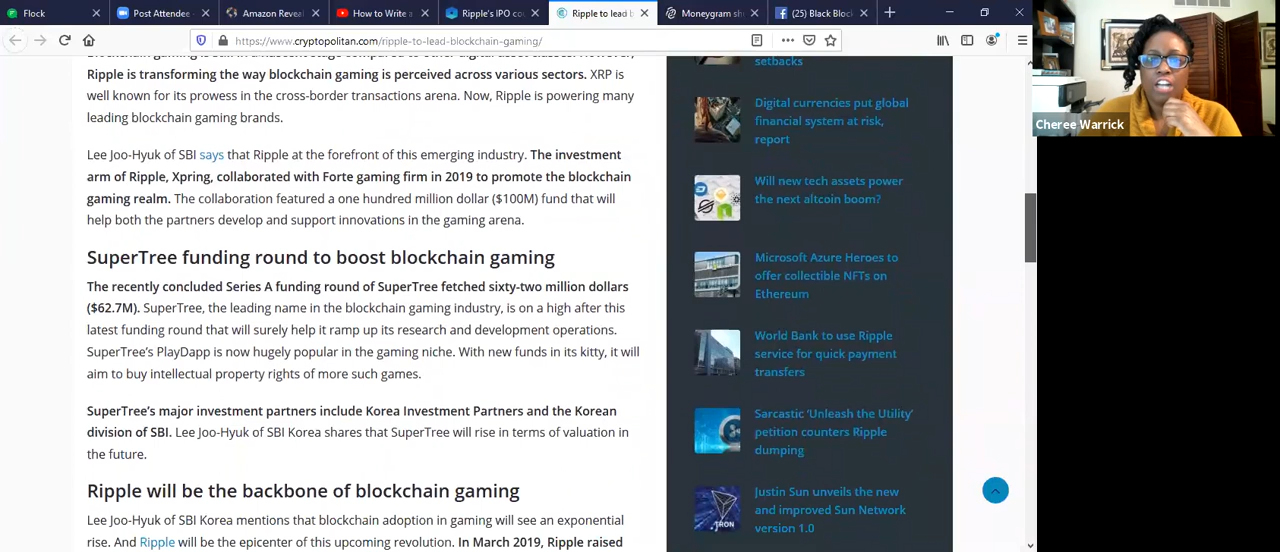 Flock
Post Attendee -
Amazon Revea
How to Write a
Ripple's IPO cou
Ripple to lead b
Moneygram sh
(25) Black Bloc
https://www.cryptopolitan.com/ripple-to-lead-blockchain-gaming/
Ripple is transforming the way blockchain gaming is perceived across various sectors. XRP is
well known for its prowess in the cross-border transactions arena. Now, Ripple is powering many
leading blockchain gaming brands.
Lee Joo-Hyuk of SBI says that Ripple at the forefront of this emerging industry. The investment
arm of Ripple, Xpring, collaborated with Forte gaming firm in 2019 to promote the blockchain
gaming realm. The collaboration featured a one hundred million dollar ($100M) fund that will
help both the partners develop and support innovations in the gaming arena.
SuperTree funding round to boost blockchain gaming
The recently concluded Series A funding round of SuperTree fetched sixty-two million dollars
($62.7M). SuperTree, the leading name in the blockchain gaming industry, is on a high after this
latest funding round that will surely help it ramp up its research and development operations.
SuperTree's PlayDapp is now hugely popular in the gaming niche. With new funds in its kitty, it will
aim to buy intellectual property rights of more such games.
SuperTree's major investment partners include Korea Investment Partners and the Korean
division of SBI. Lee Joo-Hyuk of SBI Korea shares that SuperTree will rise in terms of valuation in
the future.
Ripple will be the backbone of blockchain gaming
Lee Joo-Hyuk of SBI Korea mentions that blockchain adoption in gaming will see an exponential
rise. And Ripple will be the epicenter of this upcoming revolution. In March 2019, Ripple raised
setbacks
Digital currencies put global
financial system at risk,
report
Will new tech assets power
the next altcoin boom?
Microsoft Azure Heroes to
offer collectible NFTs on
Ethereum
World Bank to use Ripple
service for quick payment
transfers
Sarcastic 'Unleash the Utility'
petition counters Ripple
dumping
Justin Sun unveils the new
and improved Sun Network
version 1.0
TRON
Cheree Warrick